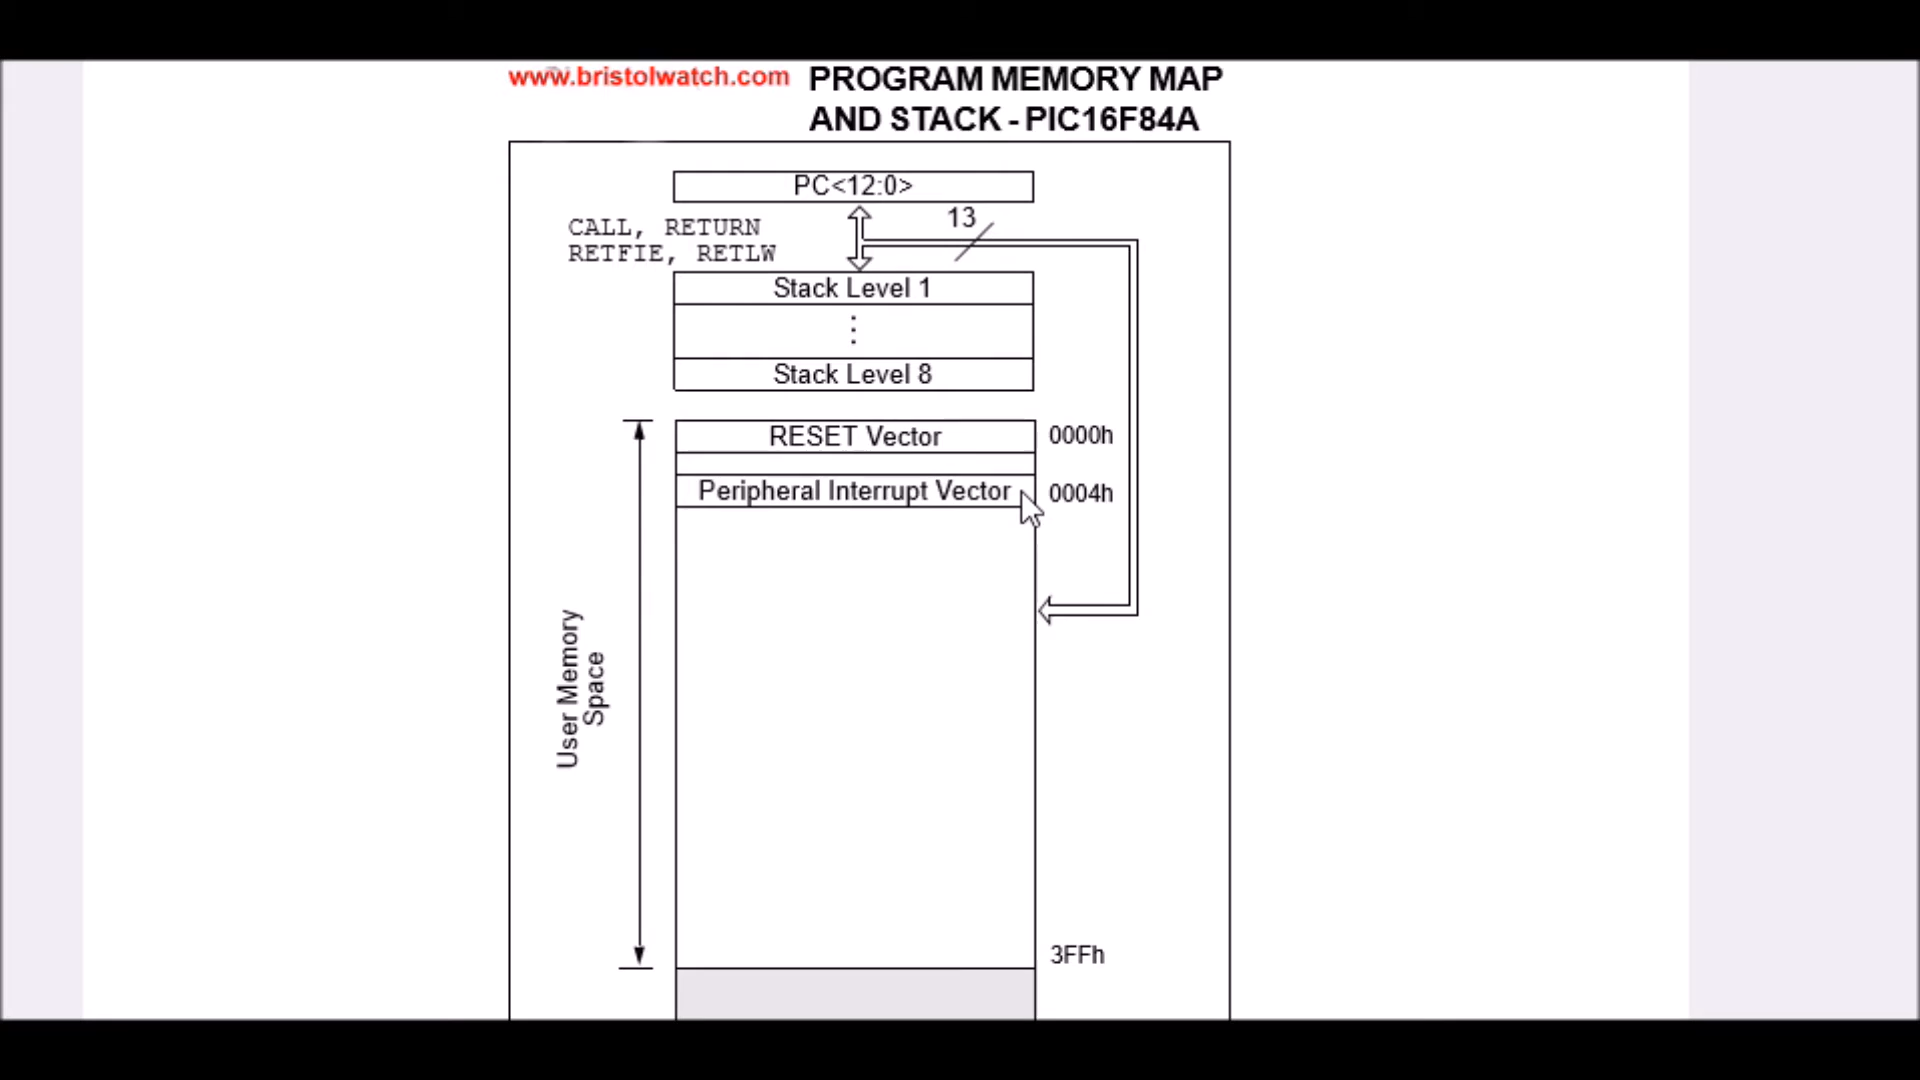 www.bristolwatch.com
PROGRAM MEMORY MAP
AND STACK - PIC16F84A
PC<12:0>
13
CALL, RETURN
RETFIE, RETLW
Stack Level 1
Stack Level 8
RESET Vector
0000h
Peripheral Interrupt Vector
0004h
User Memory
Space
3FFh